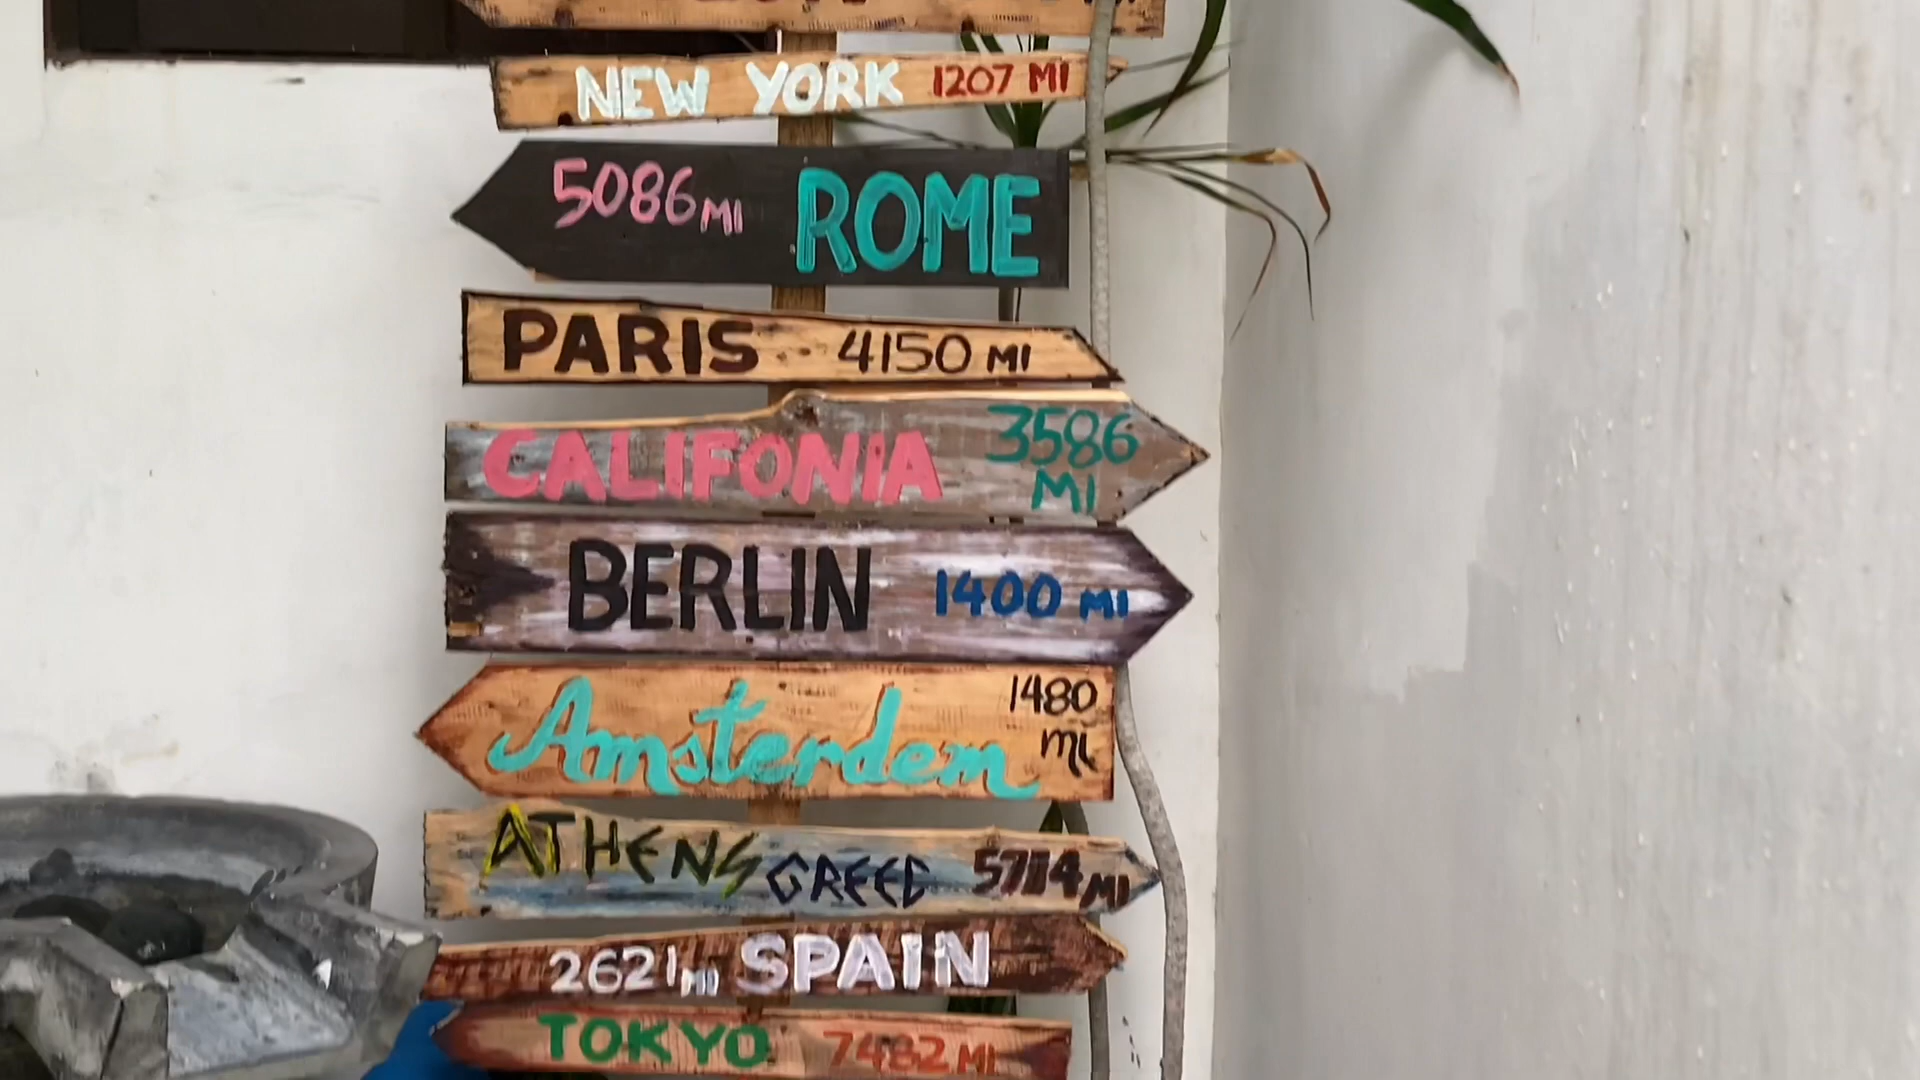 NEW YORK 1207 MI
5086 MI ROME
PARIS 4150 MI
CALIFONIA 3586 MI
BERLIN 1400 MI
Amsterdem 1480 mi
ATHENS GREEC 5714 MI
2621 MI SPAIN
TOKYO 7482 MI